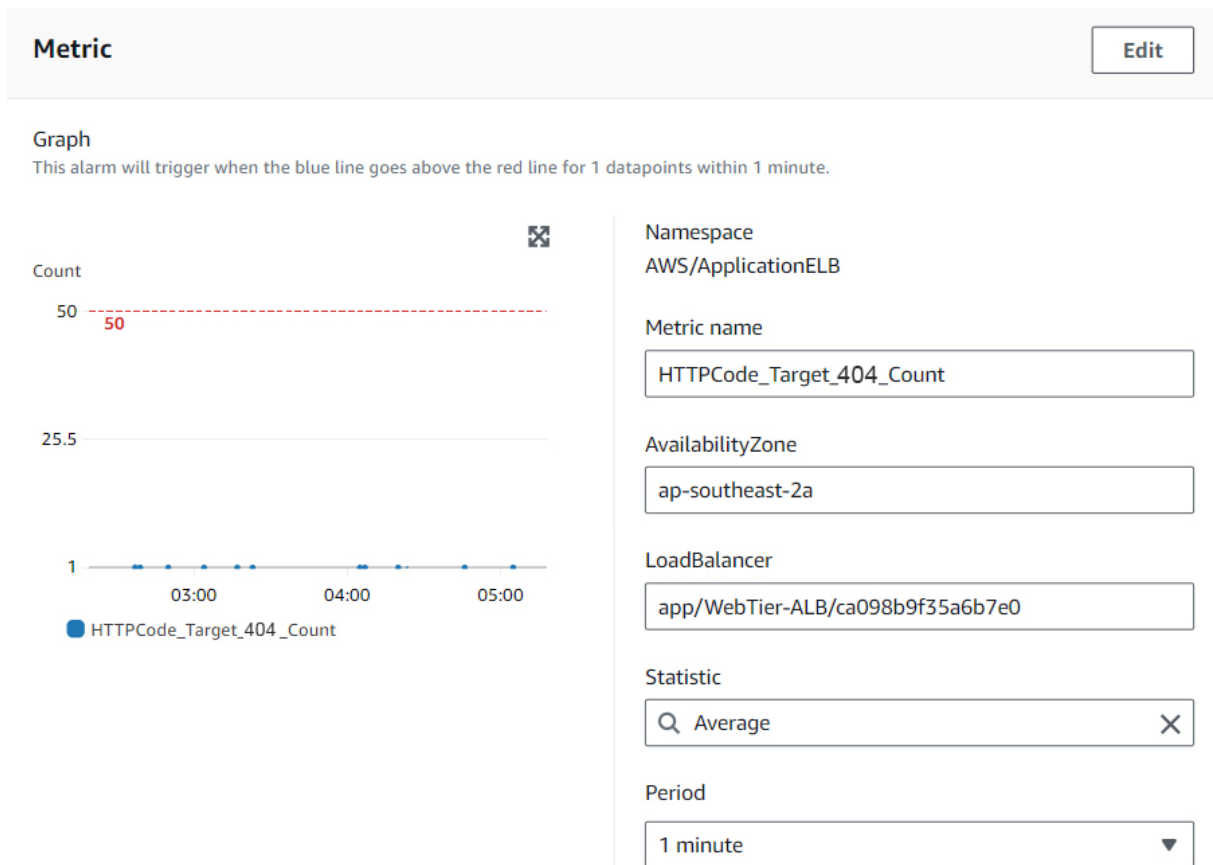 Metric
Edit
Graph
This alarm will trigger when the blue line goes above the red line for 1 datapoints within 1 minute.
Count
50
50
25.5
1
03:00 04:00 05:00
HTTPCode_Target_404 _Count
Namespace
AWS/ApplicationELB
Metric name
HTTPCode_Target_404_Count
AvailabilityZone
ap-southeast-2a
LoadBalancer
app/WebTier-ALB/ca098b9f35a6b7e0
Statistic
Average
Period
1 minute